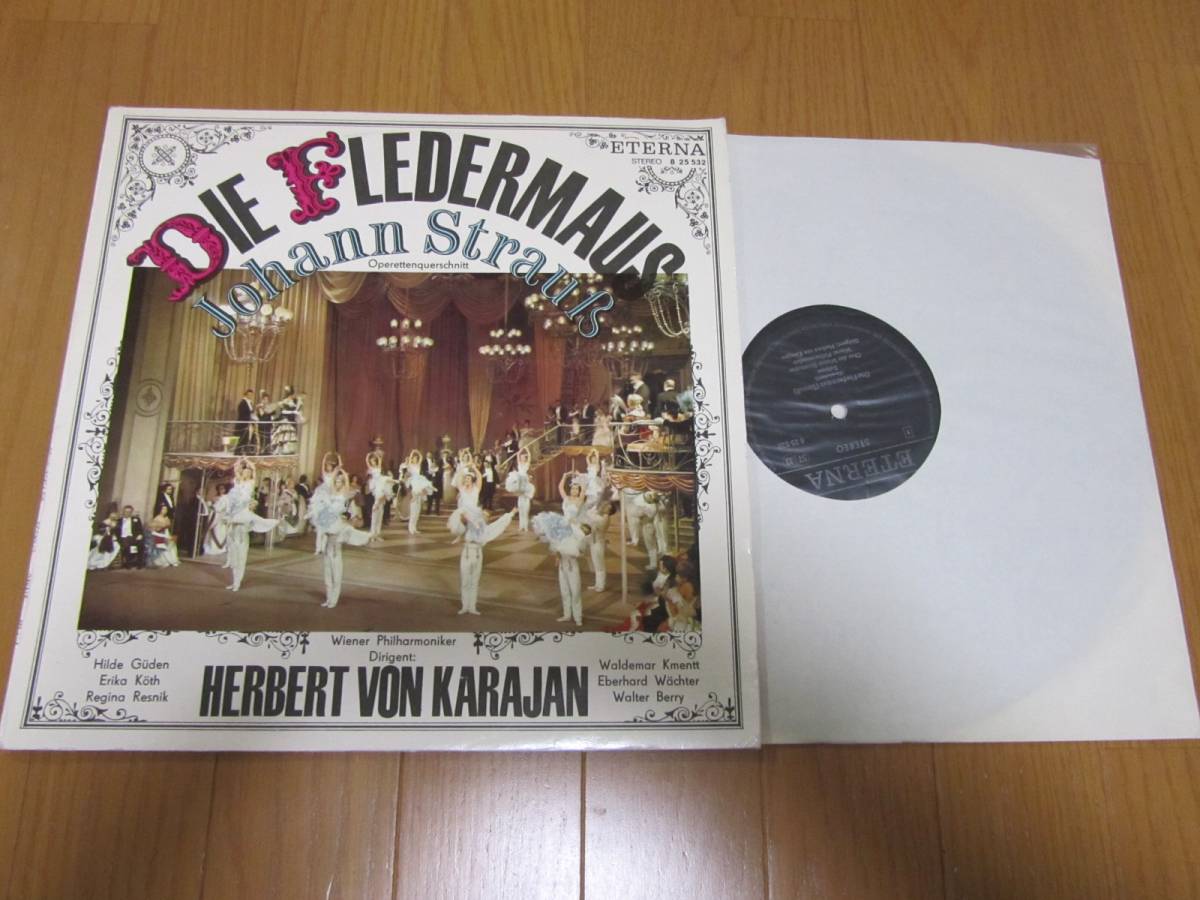 DIE FLEDERMAUS
Johann Strauß
Operettenquerschnitt
ETERNA
STEREO 8 25 532
Wiener Philharmoniker
Dirigent:
HERBERT VON KARAJAN
Hilde Güden
Erika Köth
Regina Resnik
Waldemar Kmentt
Eberhard Wächter
Walter Berry
ETERNA
STEREO